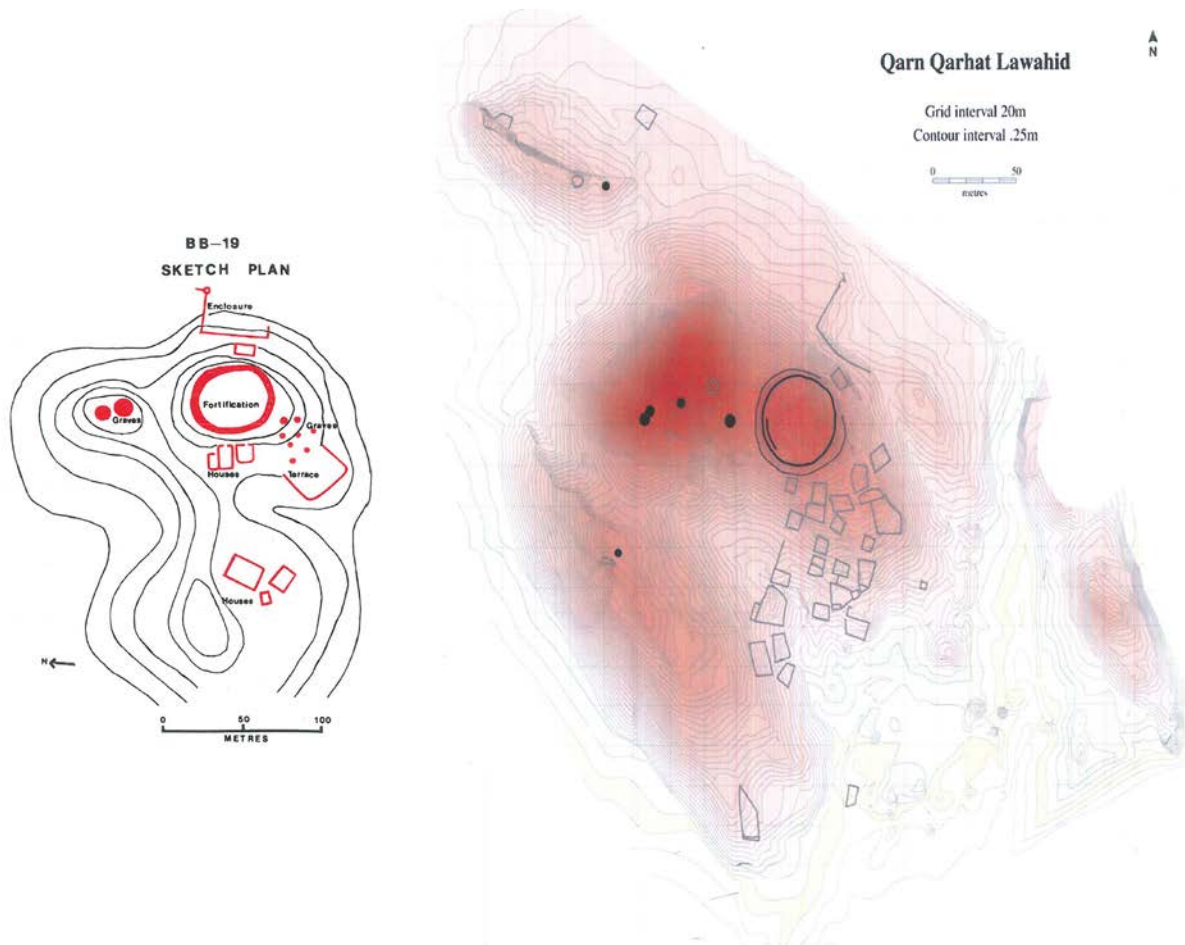 BB-19
SKETCH PLAN
Enclosure
Fortification
Graves
Graves
Houses
Terrace
Houses
N
0 50 100
METRES
Qarn Qarhat Lawahid
N
Grid interval 20m
Contour interval .25m
0 50
metres